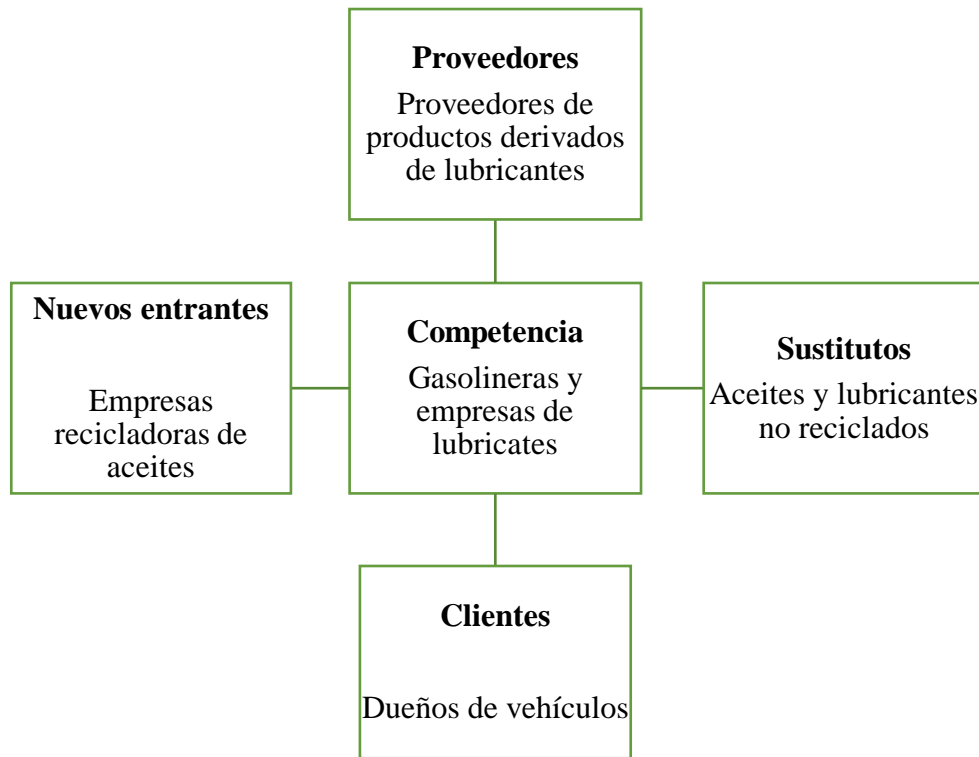 Proveedores
Proveedores de
productos derivados
de lubricantes
Nuevos entrantes
Empresas
recicladoras de
aceites
Competencia
Gasolineras y
empresas de
lubricates
Sustitutos
Aceites y lubricantes
no reciclados
Clientes
Dueños de vehículos